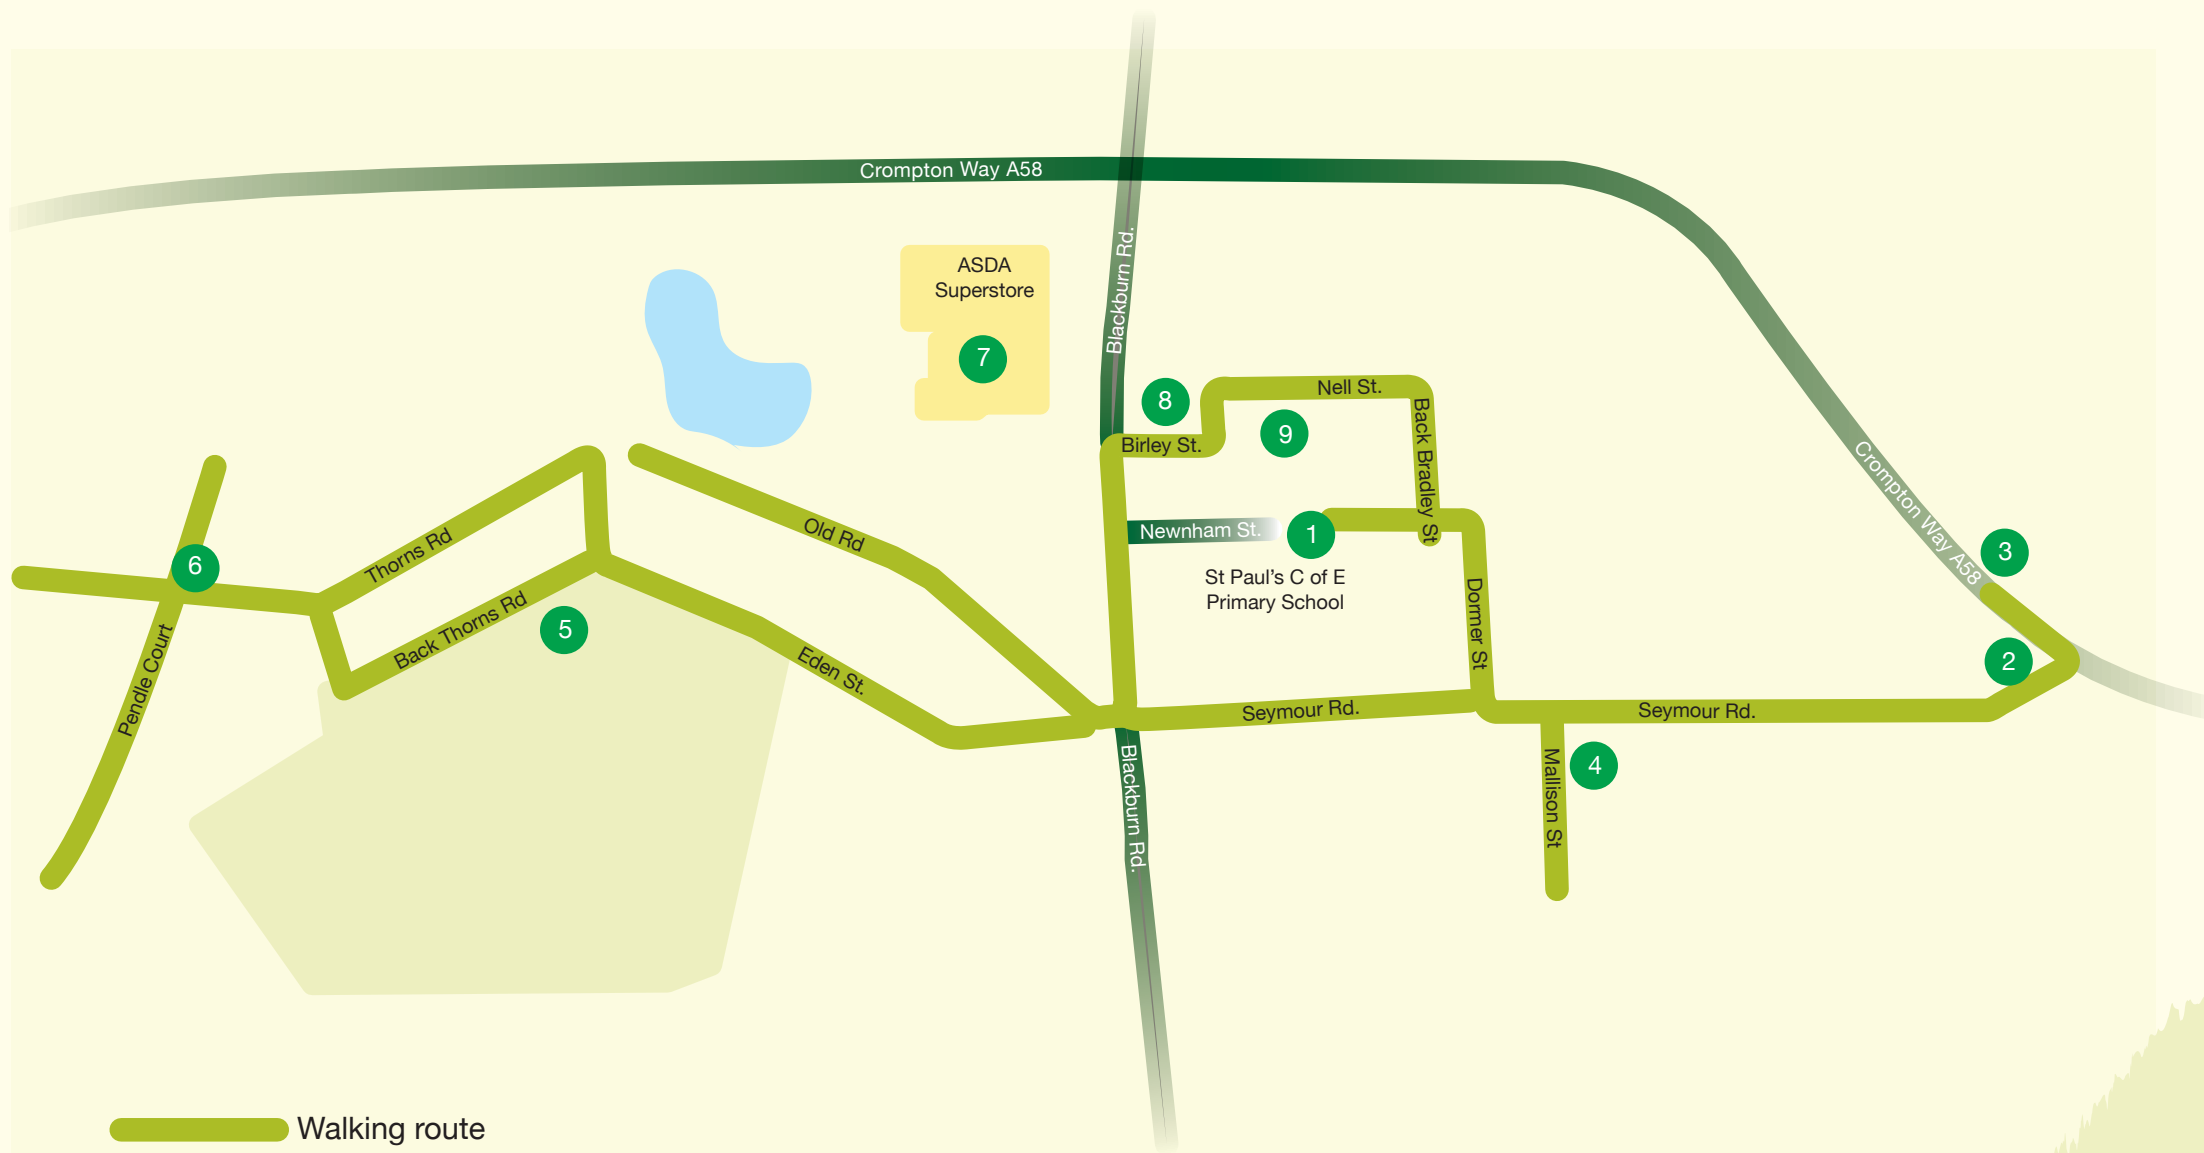 Crompton Way A58
ASDA
Superstore
7
Blackburn Rd.
8
Nell St.
Birley St.
9
Back Bradley St
Crompton Way A58
Newnham St.
1
St Paul’s C of E
Primary School
Dormer St
3
2
Old Rd
Thorns Rd
6
Back Thorns Rd
5
Pendle Court
Eden St.
Seymour Rd.
Seymour Rd.
Blackburn Rd.
Mallison St
4
Walking route